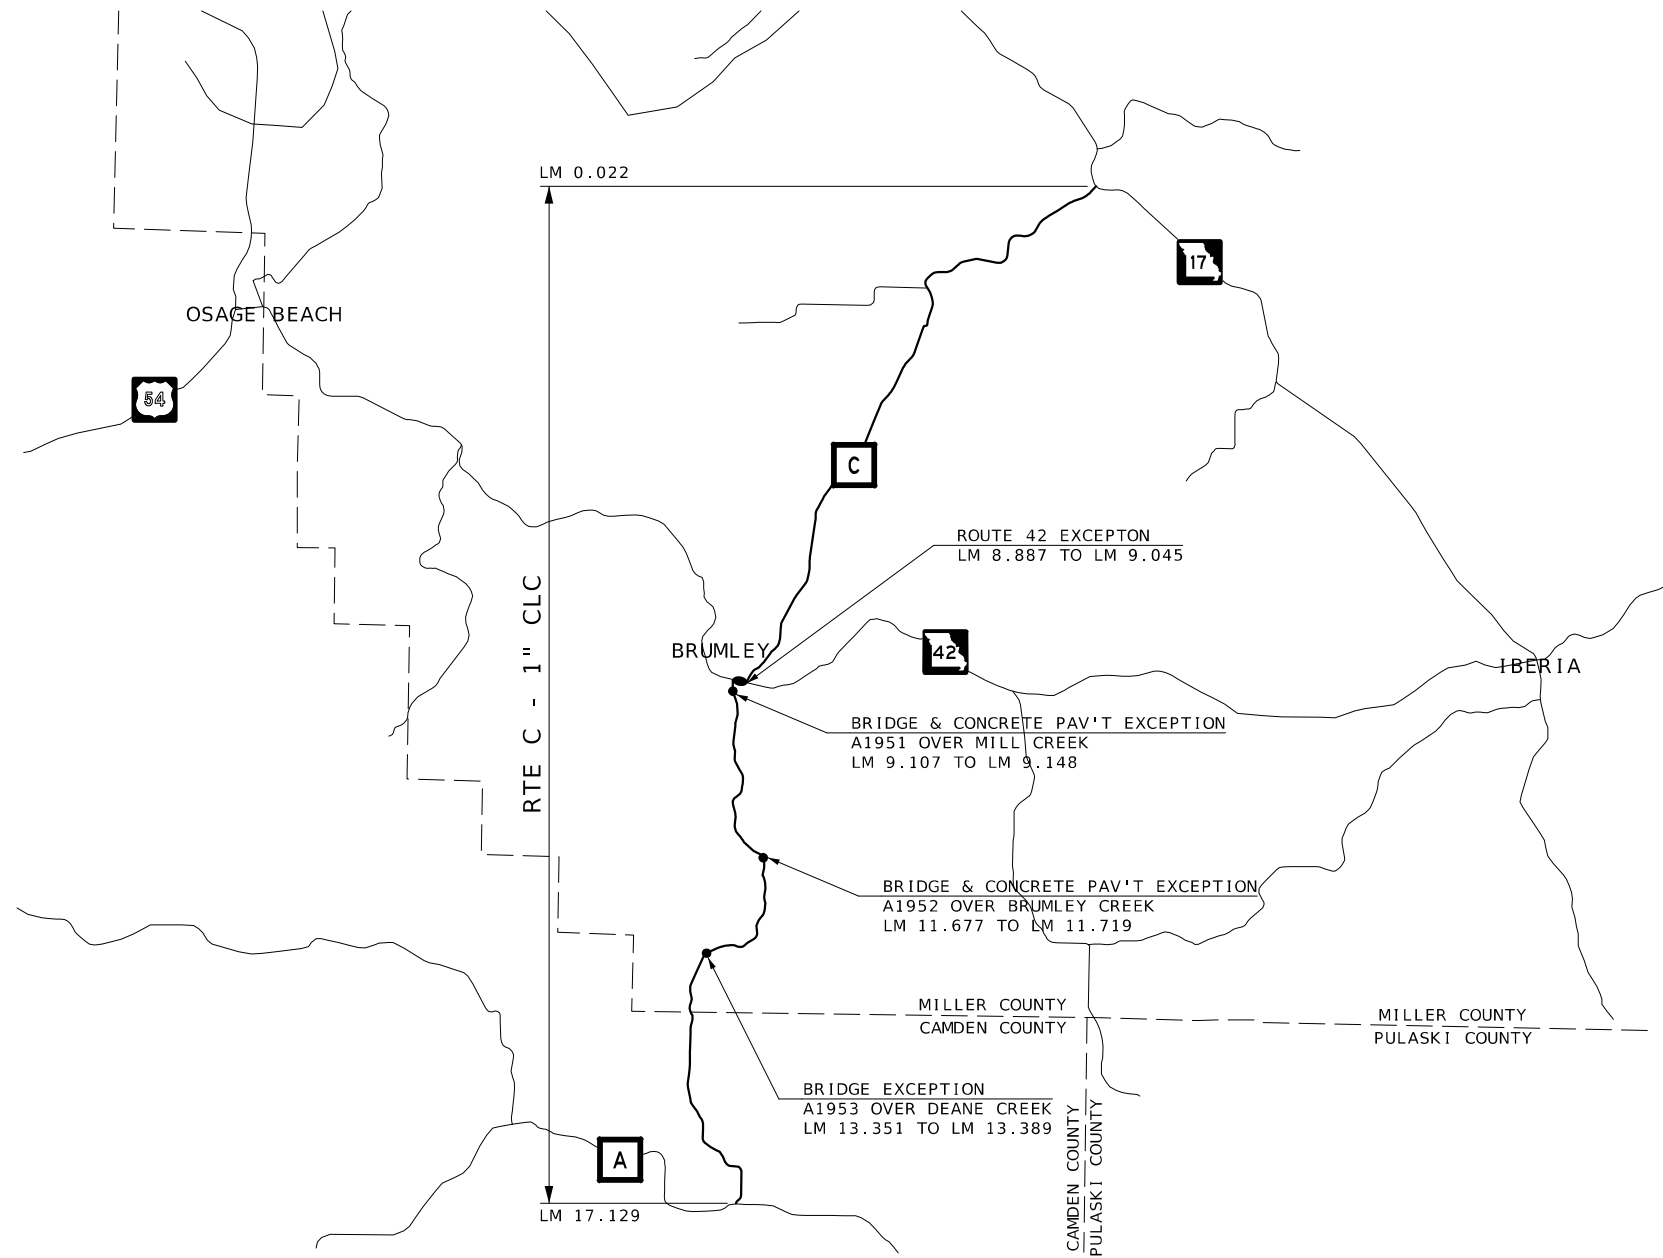 LM 0.022
17
OSAGE BEACH
54
C
ROUTE 42 EXCEPTON
LM 8.887 TO LM 9.045
RTE C - 1" CLC
BRUMLEY
42
IBERIA
BRIDGE & CONCRETE PAV'T EXCEPTION
A1951 OVER MILL CREEK
LM 9.107 TO LM 9.148
BRIDGE & CONCRETE PAV'T EXCEPTION
A1952 OVER BRUMLEY CREEK
LM 11.677 TO LM 11.719
MILLER COUNTY
CAMDEN COUNTY
MILLER COUNTY
PULASKI COUNTY
BRIDGE EXCEPTION
A1953 OVER DEANE CREEK
LM 13.351 TO LM 13.389
CAMDEN COUNTY
PULASKI COUNTY
A
LM 17.129